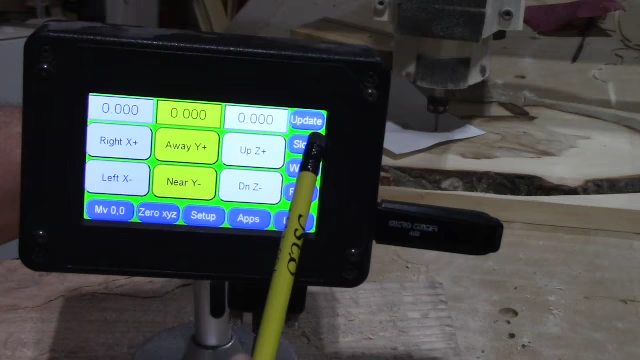 0.000 0.000 0.000 Update
Right X+ Away Y+ Up Z+
Left X- Near Y- Dn Z-
Mv 0,0 Zero xyz Setup Apps